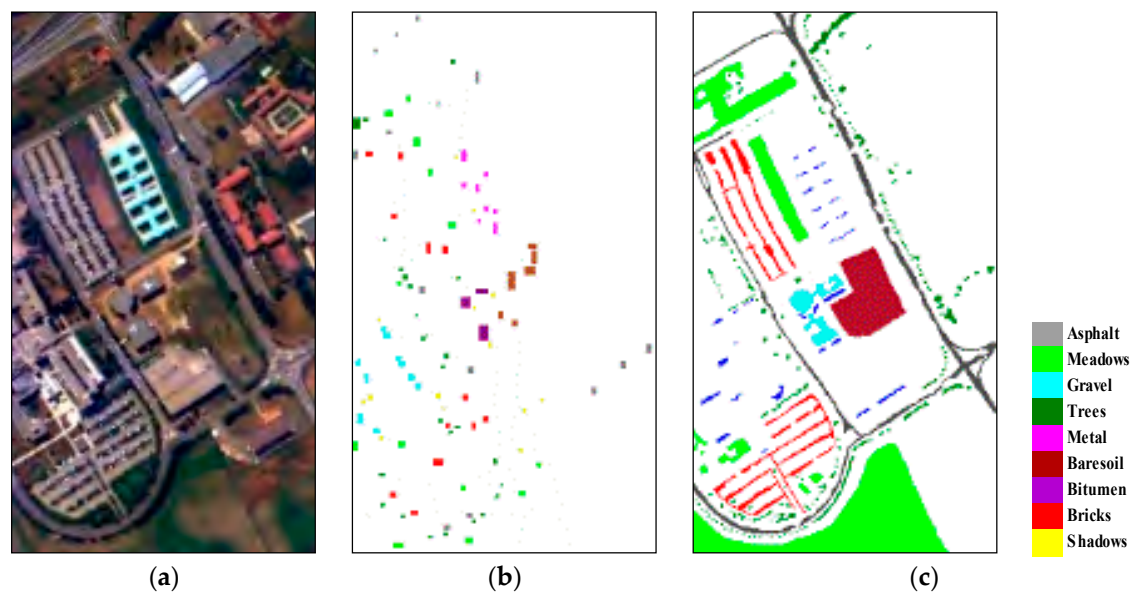 Asphalt
Meadows
Gravel
Trees
Metal
Baresoil
Bitumen
Bricks
Shadows
(a) (b) (c)